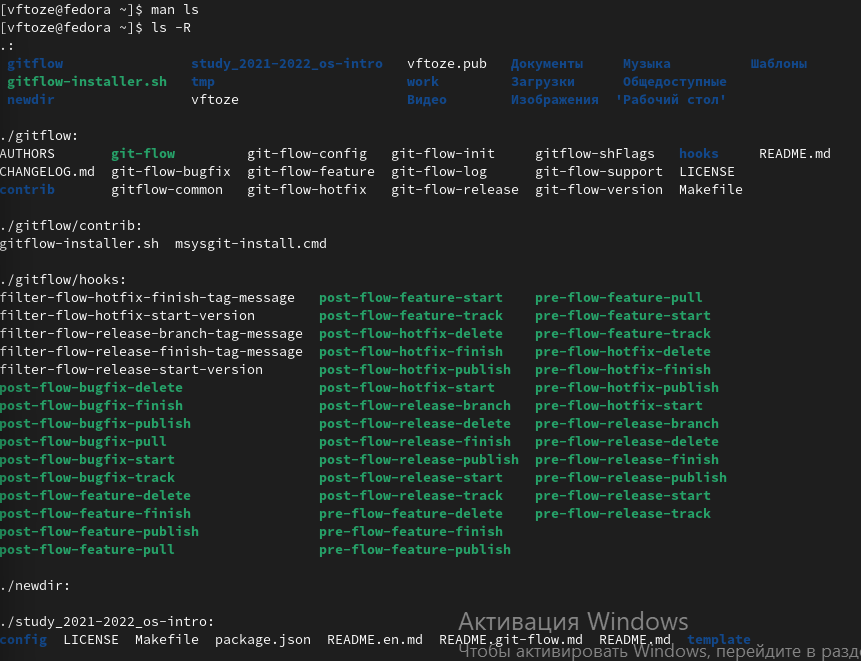 [vftoze@fedora ~]$ man ls
[vftoze@fedora ~]$ ls -R
.:
gitflow study_2021-2022_os-intro vftoze.pub Документы Музыка Шаблоны
gitflow-installer.sh tmp work Загрузки Общедоступные
newdir vftoze Видео Изображения 'Рабочий стол'
./gitflow:
AUTHORS git-flow git-flow-config git-flow-init gitflow-shFlags hooks README.md
CHANGELOG.md git-flow-bugfix git-flow-feature git-flow-log git-flow-support LICENSE
contrib gitflow-common git-flow-hotfix git-flow-release git-flow-version Makefile
./gitflow/contrib:
gitflow-installer.sh msysgit-install.cmd
./gitflow/hooks:
filter-flow-hotfix-finish-tag-message post-flow-feature-start pre-flow-feature-pull
filter-flow-hotfix-start-version post-flow-feature-track pre-flow-feature-start
filter-flow-release-branch-tag-message post-flow-hotfix-delete pre-flow-feature-track
filter-flow-release-finish-tag-message post-flow-hotfix-finish pre-flow-hotfix-delete
filter-flow-release-start-version post-flow-hotfix-publish pre-flow-hotfix-finish
post-flow-bugfix-delete post-flow-hotfix-start pre-flow-hotfix-publish
post-flow-bugfix-finish post-flow-release-branch pre-flow-hotfix-start
post-flow-bugfix-publish post-flow-release-delete pre-flow-release-branch
post-flow-bugfix-pull post-flow-release-finish pre-flow-release-delete
post-flow-bugfix-start post-flow-release-publish pre-flow-release-finish
post-flow-bugfix-track post-flow-release-start pre-flow-release-publish
post-flow-feature-delete post-flow-release-track pre-flow-release-start
post-flow-feature-finish pre-flow-feature-delete pre-flow-release-track
post-flow-feature-publish pre-flow-feature-finish
post-flow-feature-pull pre-flow-feature-publish
./newdir:
./study_2021-2022_os-intro:
config LICENSE Makefile package.json README.en.md README.git-flow.md README.md template
Активация Windows
Чтобы активировать Windows, перейдите в разде